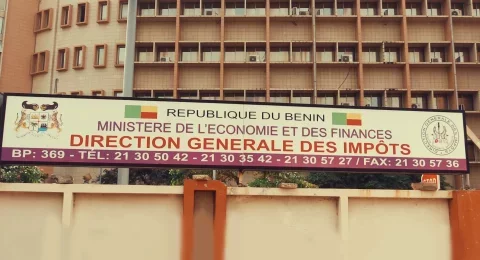 REPUBLIQUE DU BENIN
MINISTERE DE L'ECONOMIE ET DES FINANCES
DIRECTION GENERALE DES IMPÔTS
BP: 369 - TÉL: 21 30 50 42 - 21 30 35 42 - 21 30 57 27 / FAX: 21 30 57 36